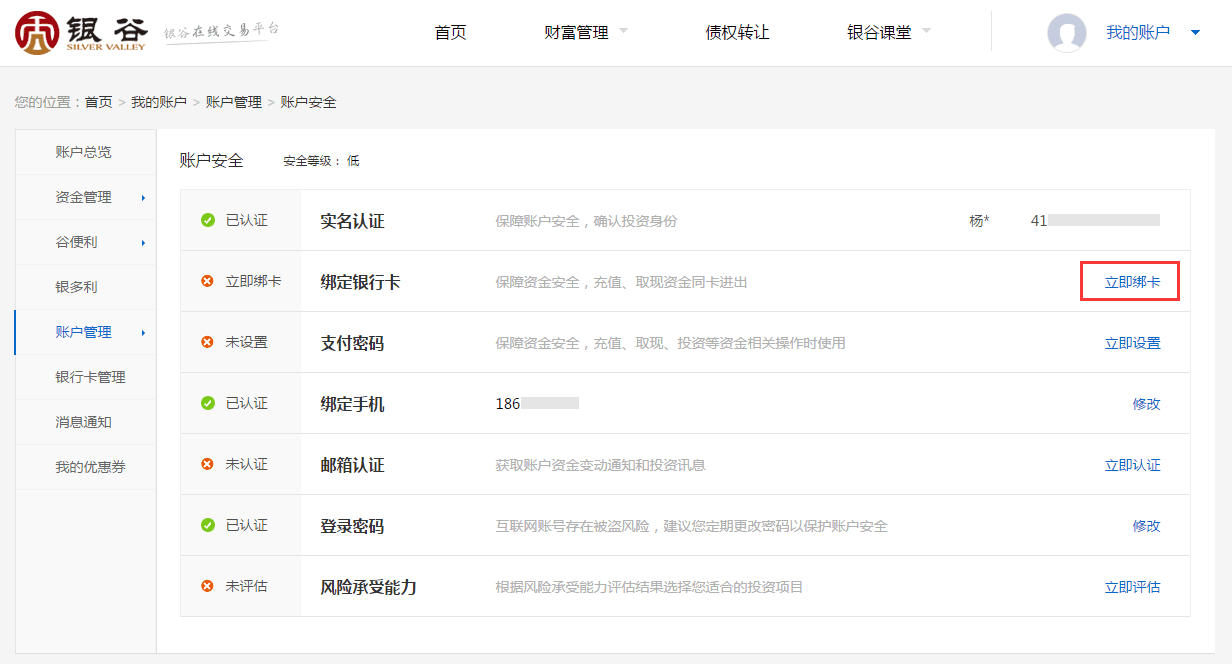 银谷 SILVER VALLEY 银谷在线交易平台 首页 财富管理 债权转让 银谷课堂 我的账户
您的位置：首页 > 我的账户 > 账户管理 > 账户安全
账户总览
资金管理
谷便利
银多利
账户管理
银行卡管理
消息通知
我的优惠券
账户安全 安全等级： 低
已认证 实名认证 保障账户安全，确认投资身份 杨* 41
立即绑卡 绑定银行卡 保障资金安全，充值、取现资金同卡进出 立即绑卡
未设置 支付密码 保障资金安全，充值、取现、投资等资金相关操作时使用 立即设置
已认证 绑定手机 186 修改
未认证 邮箱认证 获取账户资金变动通知和投资讯息 立即认证
已认证 登录密码 互联网账号存在被盗风险，建议您定期更改密码以保护账户安全 修改
未评估 风险承受能力 根据风险承受能力评估结果选择您适合的投资项目 立即评估